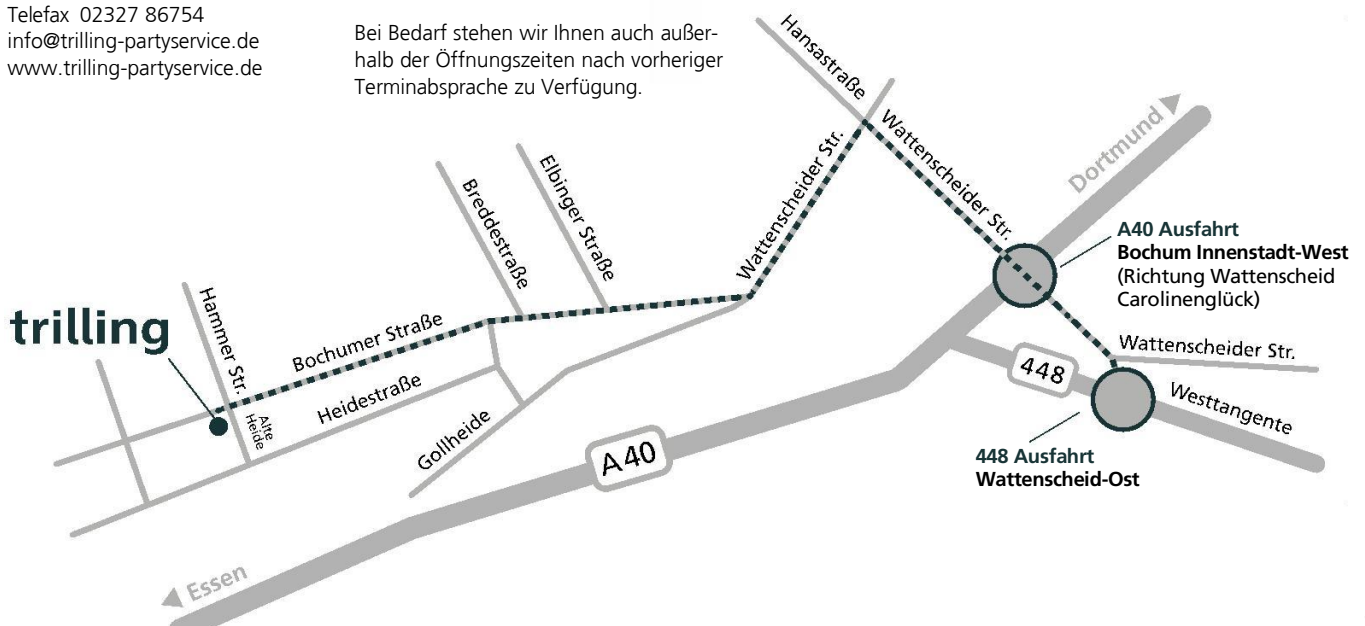 Telefax 02327 86754
info@trilling-partyservice.de
www.trilling-partyservice.de
Bei Bedarf stehen wir Ihnen auch außer-
halb der Öffnungszeiten nach vorheriger
Terminabsprache zu Verfügung.
Hansastraße
Wattenscheider Str.
Wattenscheider Str.
Dortmund
Elbinger Straße
Breddestraße
A40 Ausfahrt
Bochum Innenstadt-West
(Richtung Wattenscheid
Carolinenglück)
Hammer Str.
trilling
Bochumer Straße
Wattenscheider Str.
448
Heidestraße
Westtangente
Alte
Heide
Gollheide
A40
448 Ausfahrt
Wattenscheid-Ost
Essen